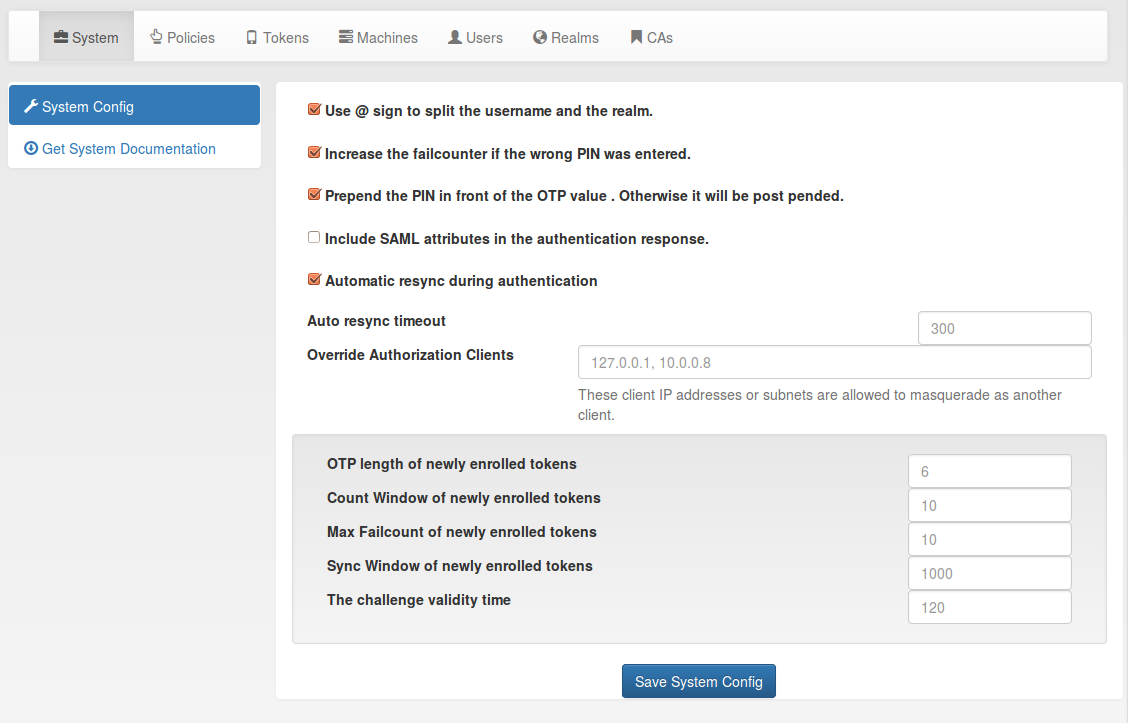 System Policies Tokens Machines Users Realms CAs
System Config
Get System Documentation
Use @ sign to split the username and the realm.
Increase the failcounter if the wrong PIN was entered.
Prepend the PIN in front of the OTP value . Otherwise it will be post pended.
Include SAML attributes in the authentication response.
Automatic resync during authentication
Auto resync timeout 300
Override Authorization Clients 127.0.0.1, 10.0.0.8
These client IP addresses or subnets are allowed to masquerade as another
client.
OTP length of newly enrolled tokens 6
Count Window of newly enrolled tokens 10
Max Failcount of newly enrolled tokens 10
Sync Window of newly enrolled tokens 1000
The challenge validity time 120
Save System Config